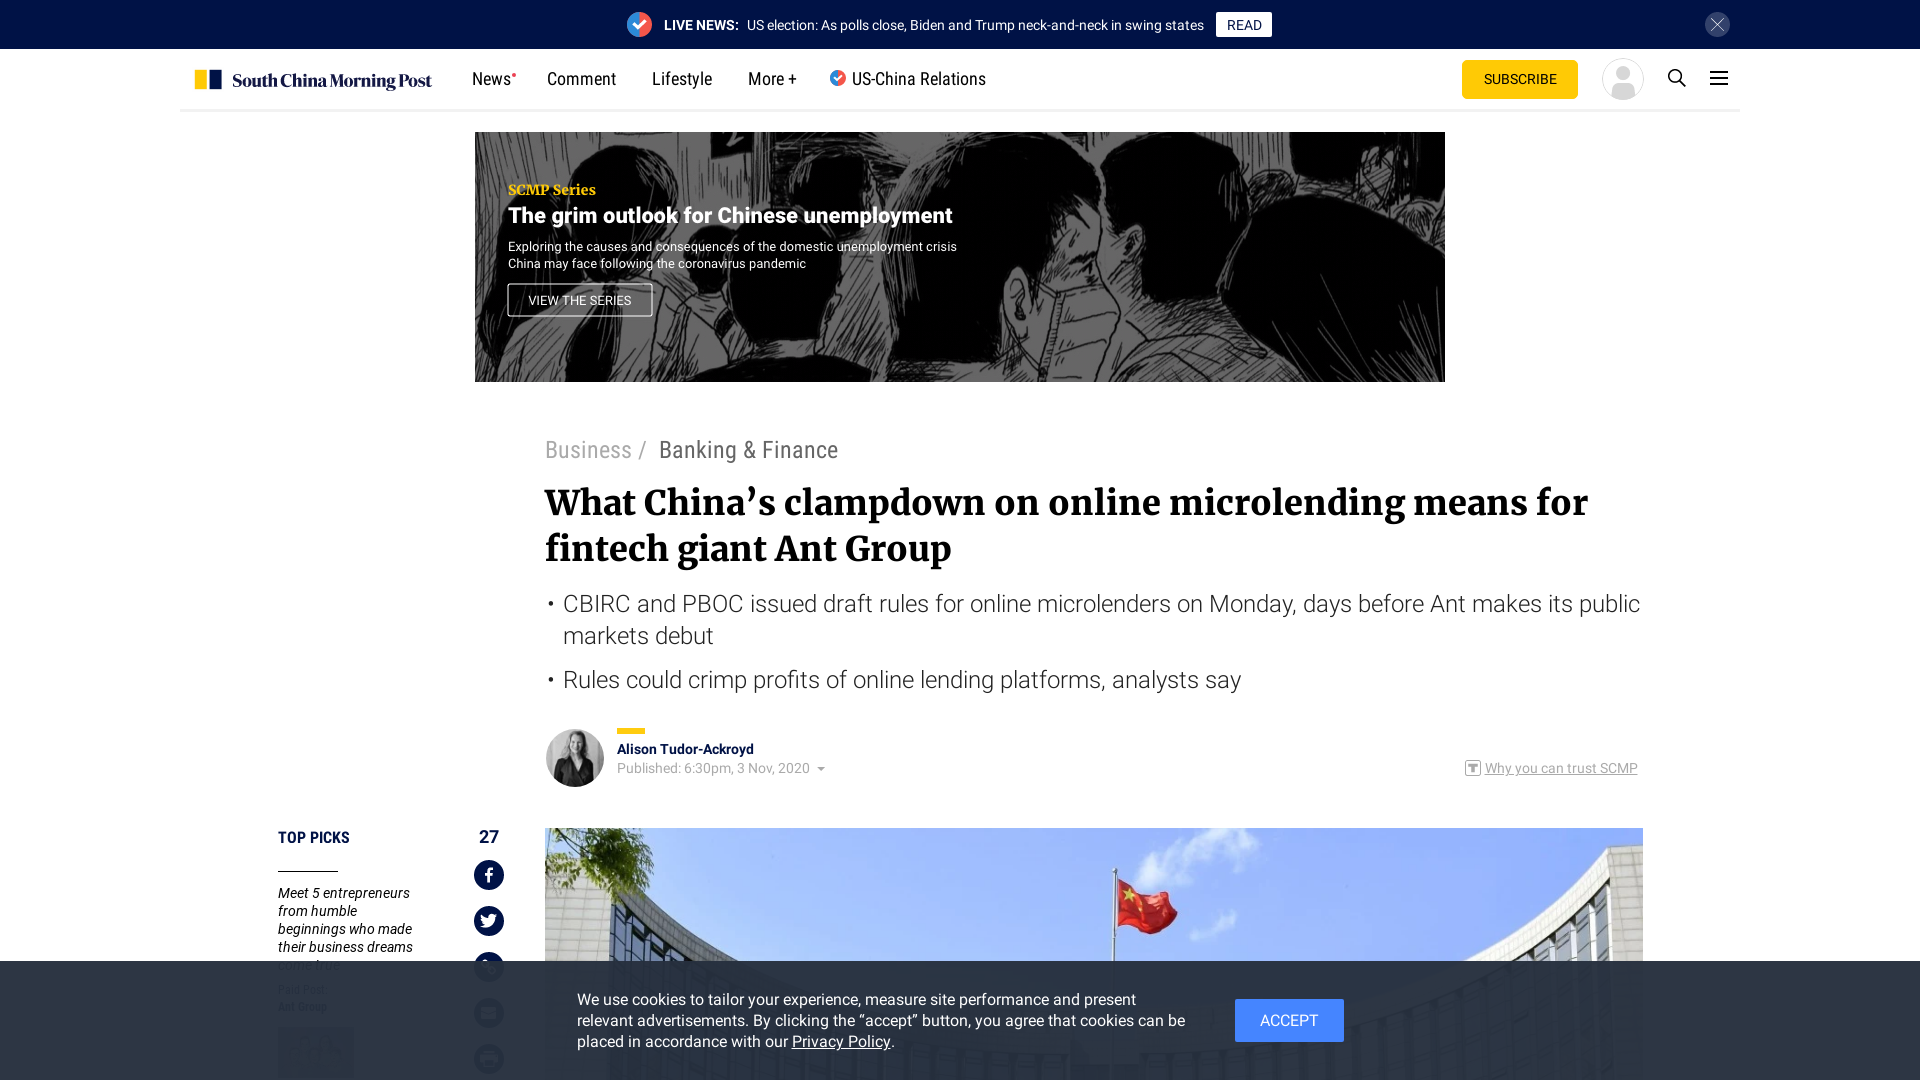 LIVE NEWS: US election: As polls close, Biden and Trump neck-and-neck in swing states READ
South China Morning Post News Comment Lifestyle More + US-China Relations SUBSCRIBE
SCMP Series
The grim outlook for Chinese unemployment
Exploring the causes and consequences of the domestic unemployment crisis
China may face following the coronavirus pandemic
VIEW THE SERIES
Business / Banking & Finance
What China’s clampdown on online microlending means for
fintech giant Ant Group
• CBIRC and PBOC issued draft rules for online microlenders on Monday, days before Ant makes its public
markets debut
• Rules could crimp profits of online lending platforms, analysts say
Alison Tudor-Ackroyd
Published: 6:30pm, 3 Nov, 2020
Why you can trust SCMP
TOP PICKS
27
Meet 5 entrepreneurs
from humble
beginnings who made
their business dreams
We use cookies to tailor your experience, measure site performance and present
relevant advertisements. By clicking the “accept” button, you agree that cookies can be
placed in accordance with our Privacy Policy.
ACCEPT